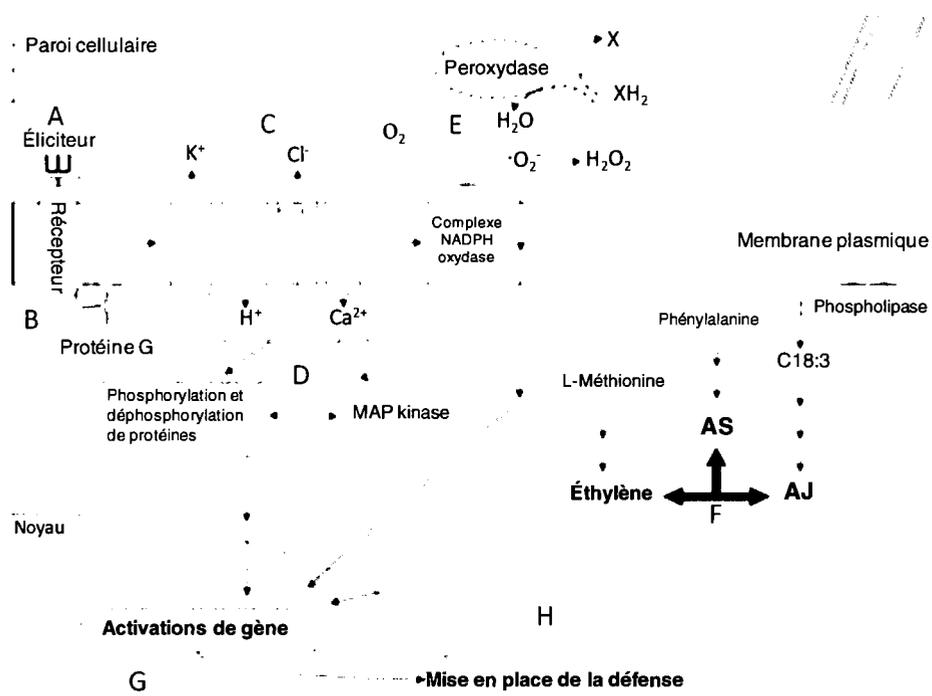 Paroi cellulaire
X
Peroxydase
XH₂
A
C
O₂
E
H₂O
Éliciteur
K⁺
Cl⁻
·O₂⁻
H₂O₂
Récepteur
Complexe
NADPH
oxydase
Membrane plasmique
B
H⁺
Ca²⁺
Phénylalanine
Phospholipase
Protéine G
C18:3
D
L-Méthionine
Phosphorylation et
déphosphorylation
de protéines
MAP kinase
AS
Éthylène
AJ
F
Noyau
H
Activations de gène
G
Mise en place de la défense